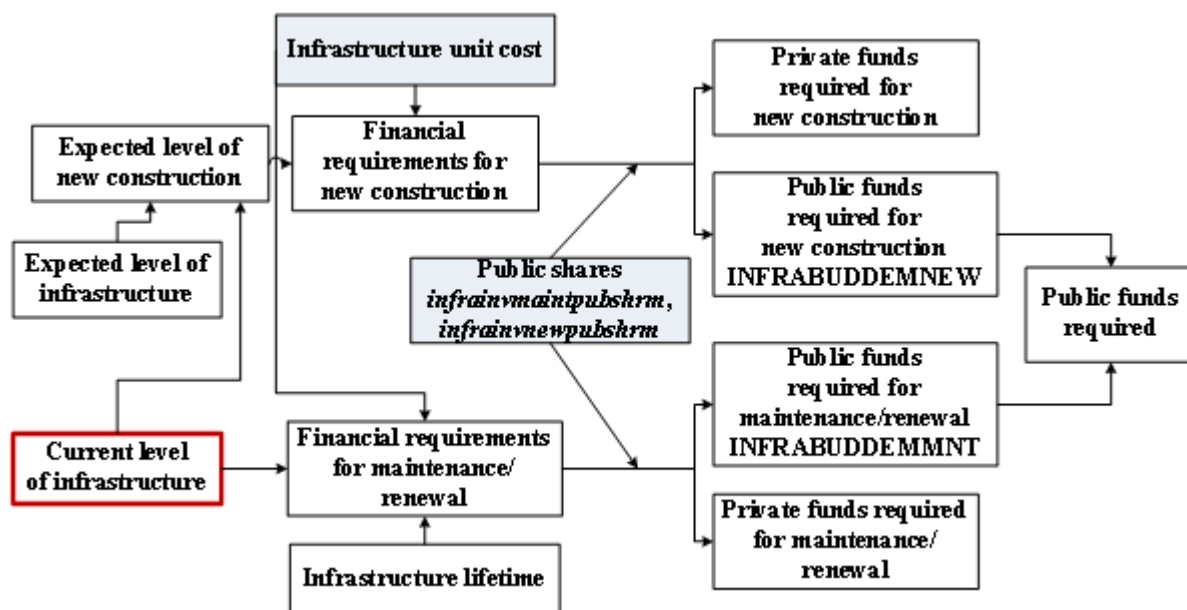 Infrastructure unit cost
Private funds
required for
new construction
Expected level of
new construction
Financial
requirements for
new construction
Public funds
required for
new construction
INFRABUDDEMNEW
Expected level of
infrastructure
Public shares
infrainvmaintpubshrm,
infrainvnewpubshrm
Public funds
required
Public funds
required for
maintenance/renewal
INFRABUDDEMMNT
Current level
of infrastructure
Financial requirements
for maintenance/
renewal
Private funds required
for maintenance/
renewal
Infrastructure lifetime